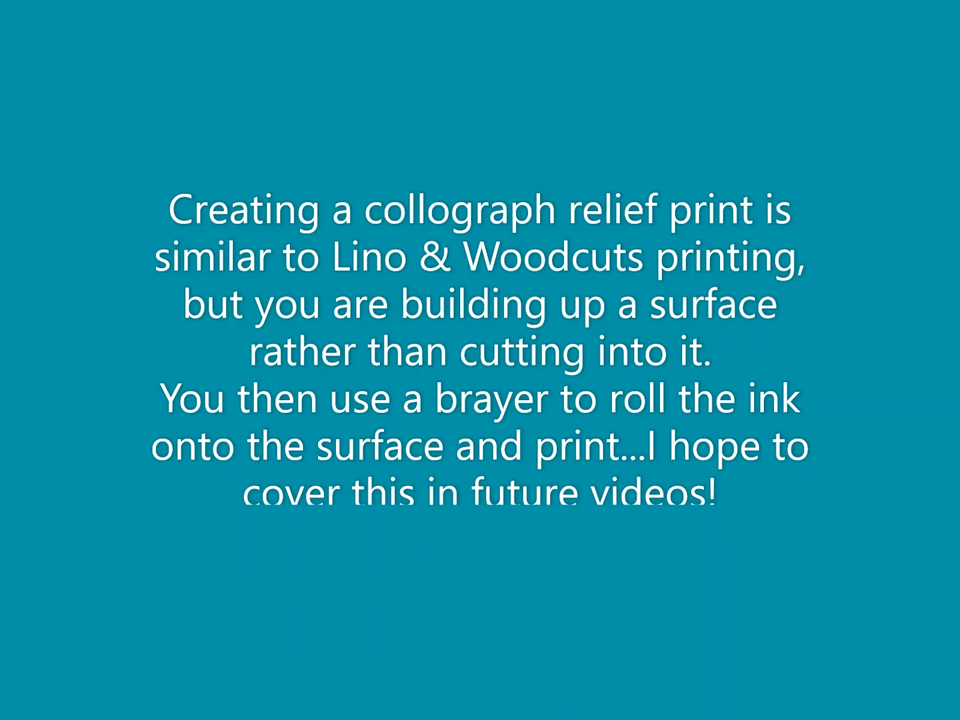 Creating a collograph relief print is
similar to Lino & Woodcuts printing,
but you are building up a surface
rather than cutting into it.
You then use a brayer to roll the ink
onto the surface and print...I hope to
cover this in future videos!